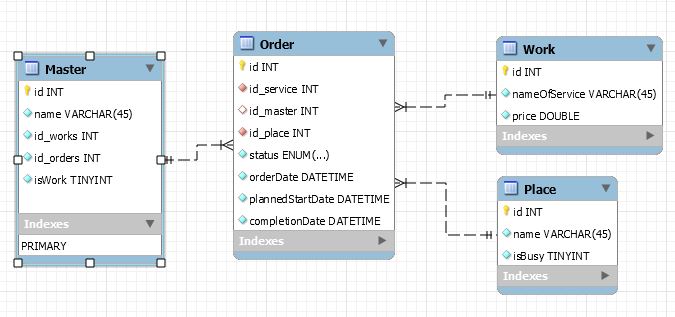 Master
id INT
name VARCHAR(45)
id_works INT
id_orders INT
isWork TINYINT
Indexes
PRIMARY
Order
id INT
id_service INT
id_master INT
id_place INT
status ENUM(...)
orderDate DATETIME
plannedStartDate DATETIME
completionDate DATETIME
Indexes
Work
id INT
nameOfService VARCHAR(45)
price DOUBLE
Indexes
Place
id INT
name VARCHAR(45)
isBusy TINYINT
Indexes